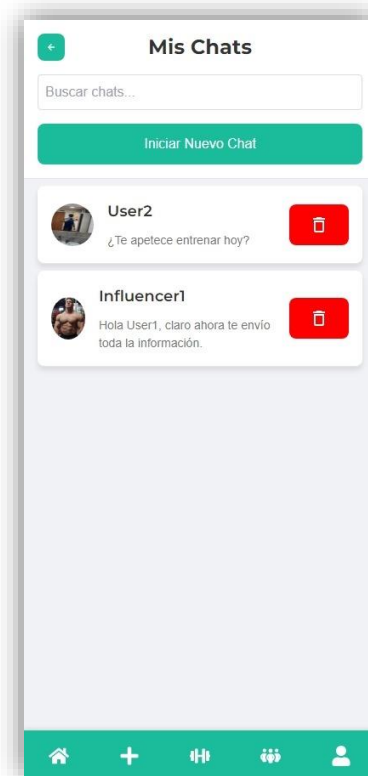 Mis Chats
Buscar chats...
Iniciar Nuevo Chat
User2
¿Te apetece entrenar hoy?
Influencer1
Hola User1, claro ahora te envío
toda la información.